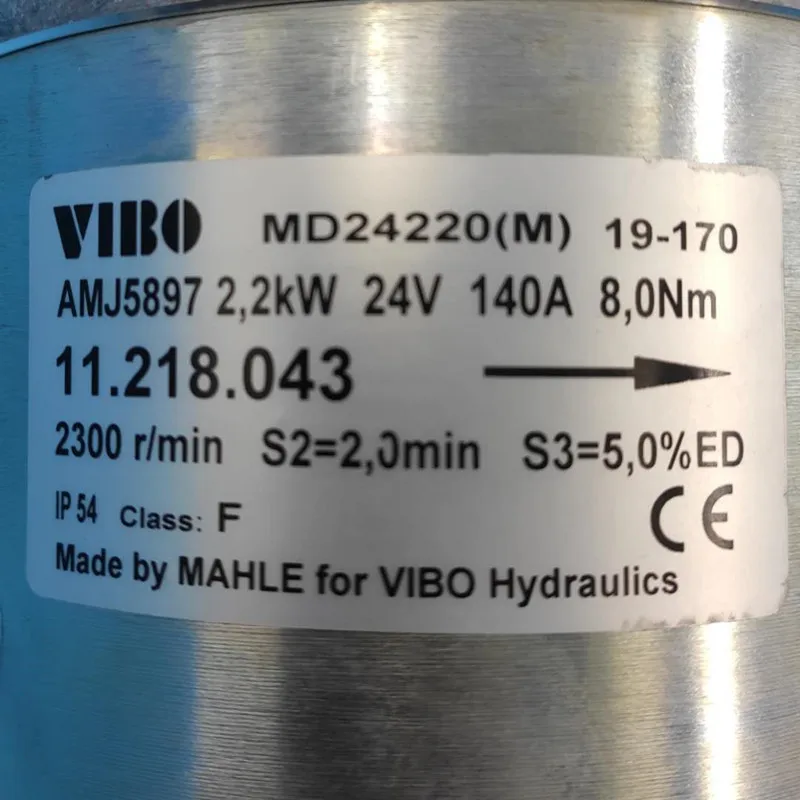 VIBO MD24220(M) 19-170
AMJ5897 2,2kW 24V 140A 8,0Nm
11.218.043
2300 r/min S2=2,0min S3=5,0%ED
IP 54 Class: F CE
Made by MAHLE for VIBO Hydraulics